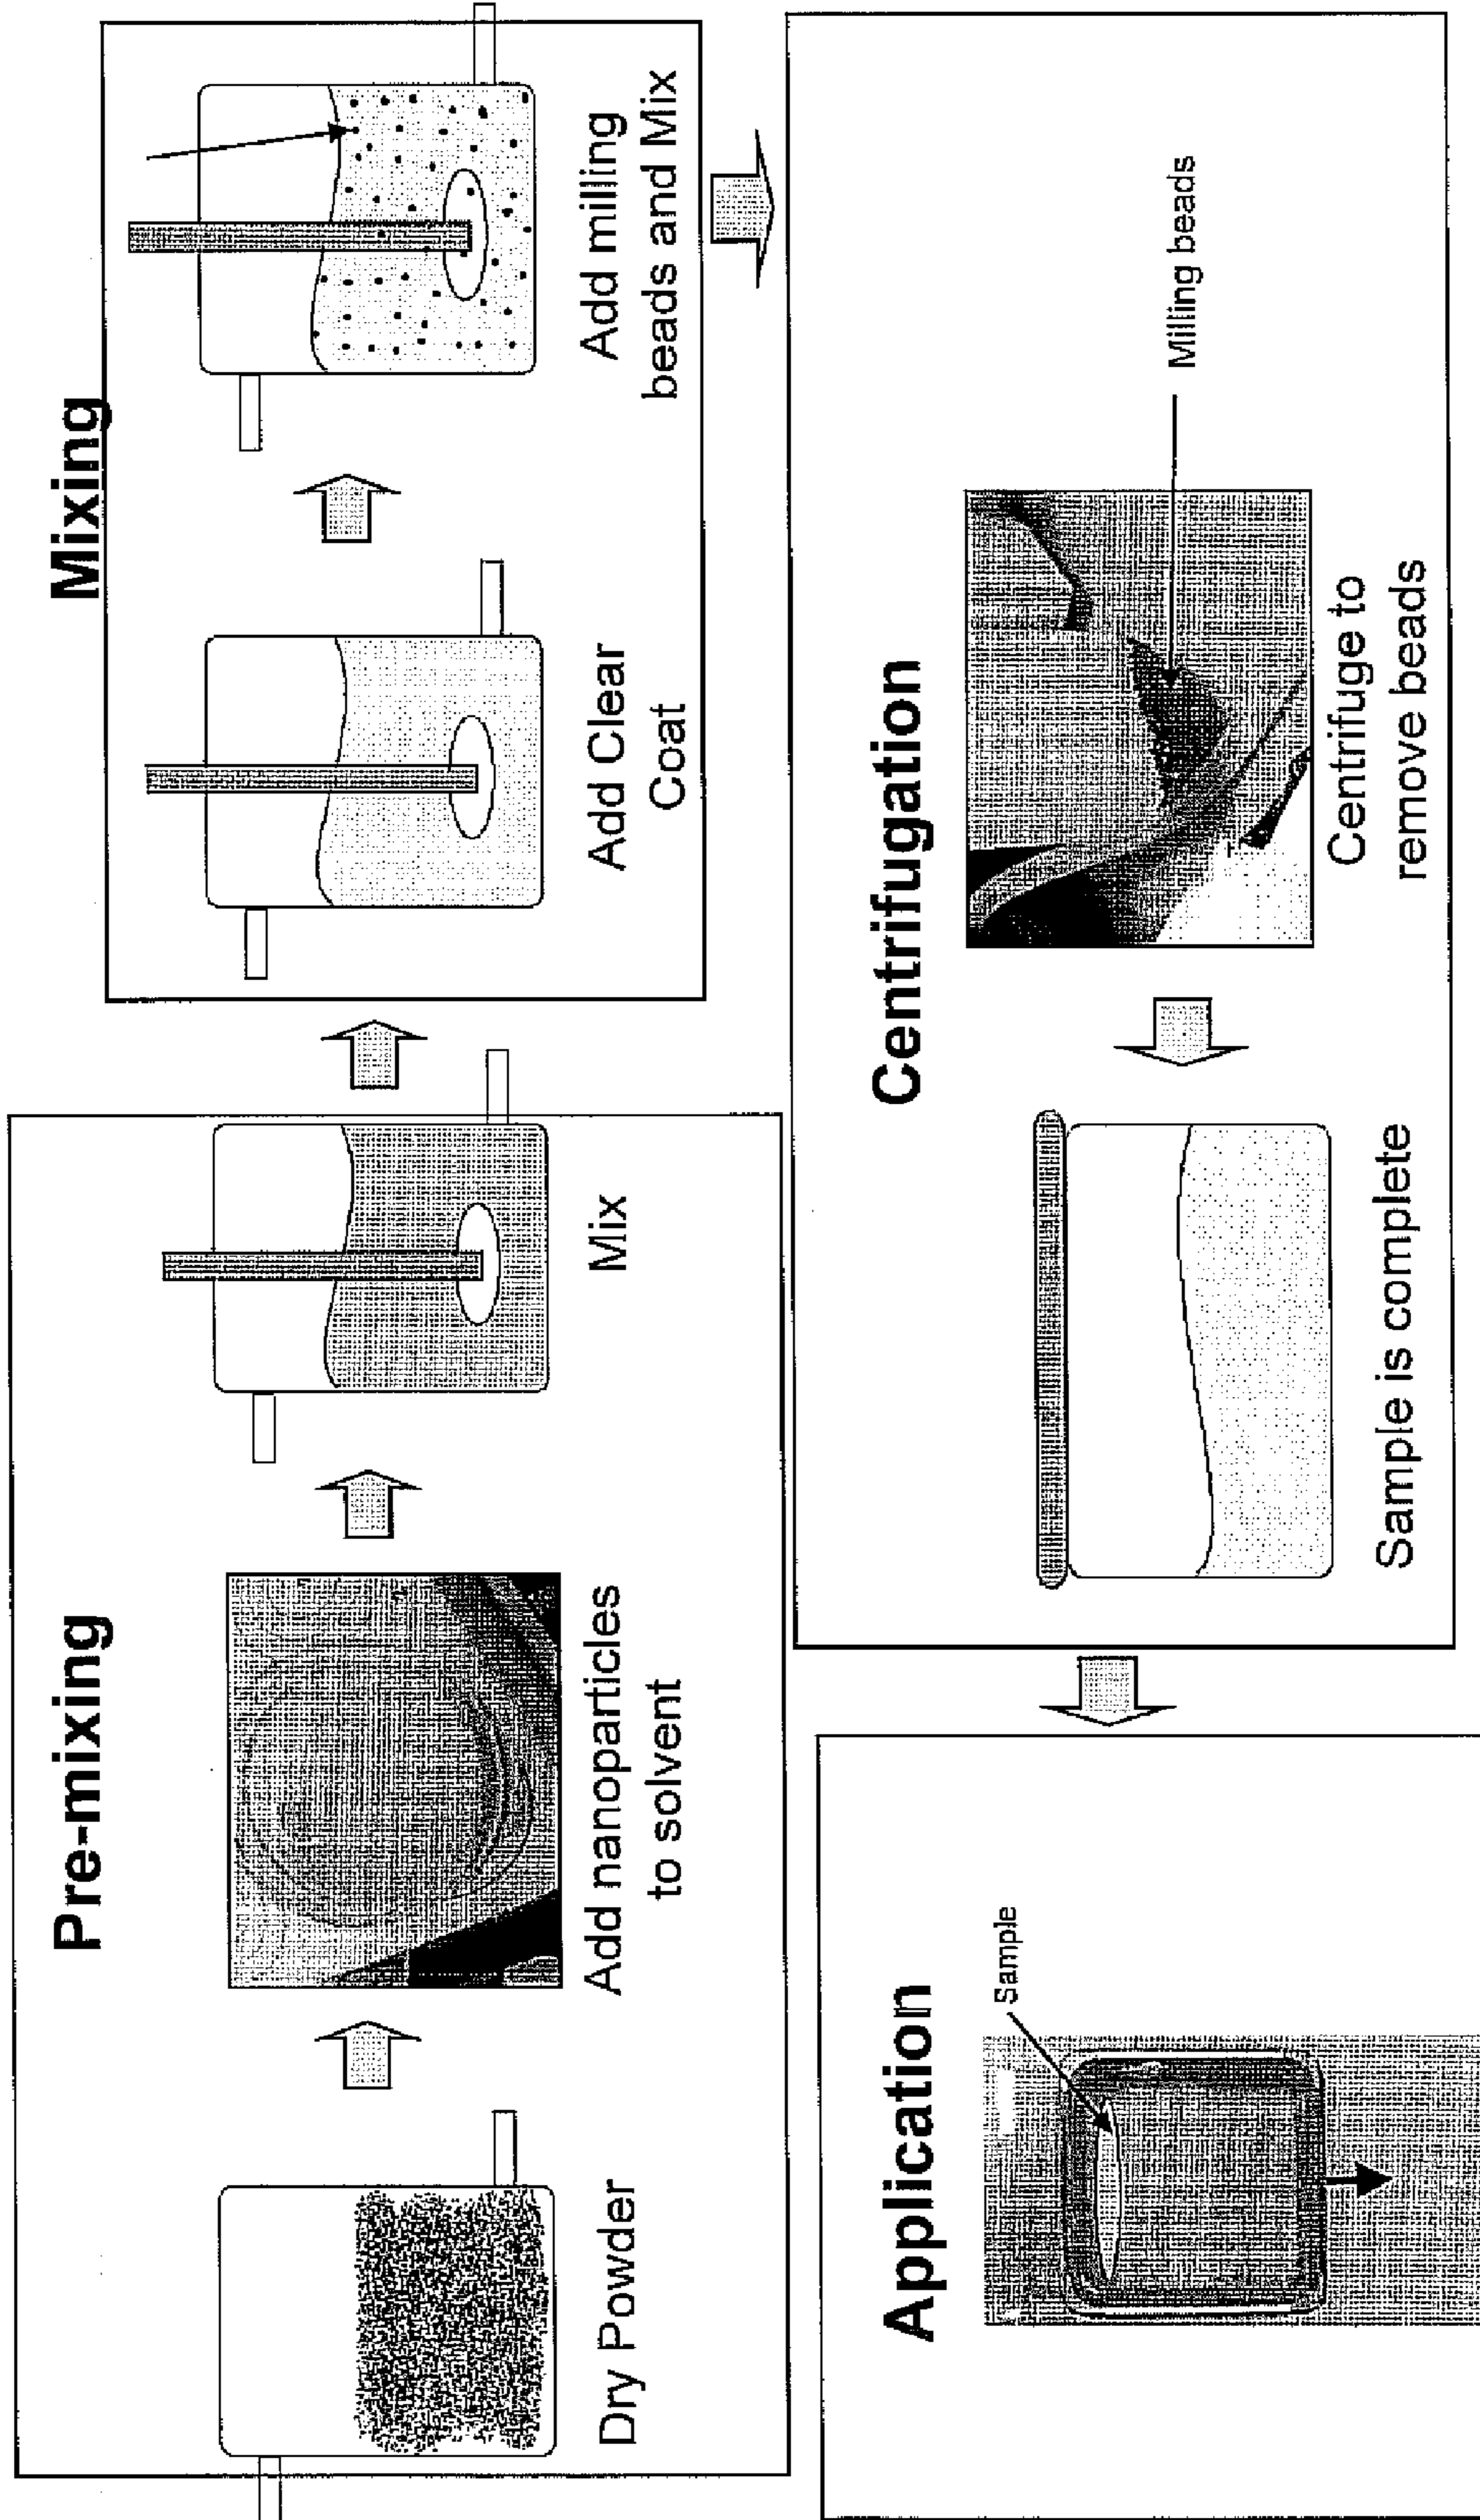 Pre-mixing
Dry Powder
Add nanoparticles
to solvent
Mix
Mixing
Add Clear
Coat
Add milling
beads and Mix
Centrifugation
Milling beads
Centrifuge to
remove beads
Sample is complete
Application
Sample